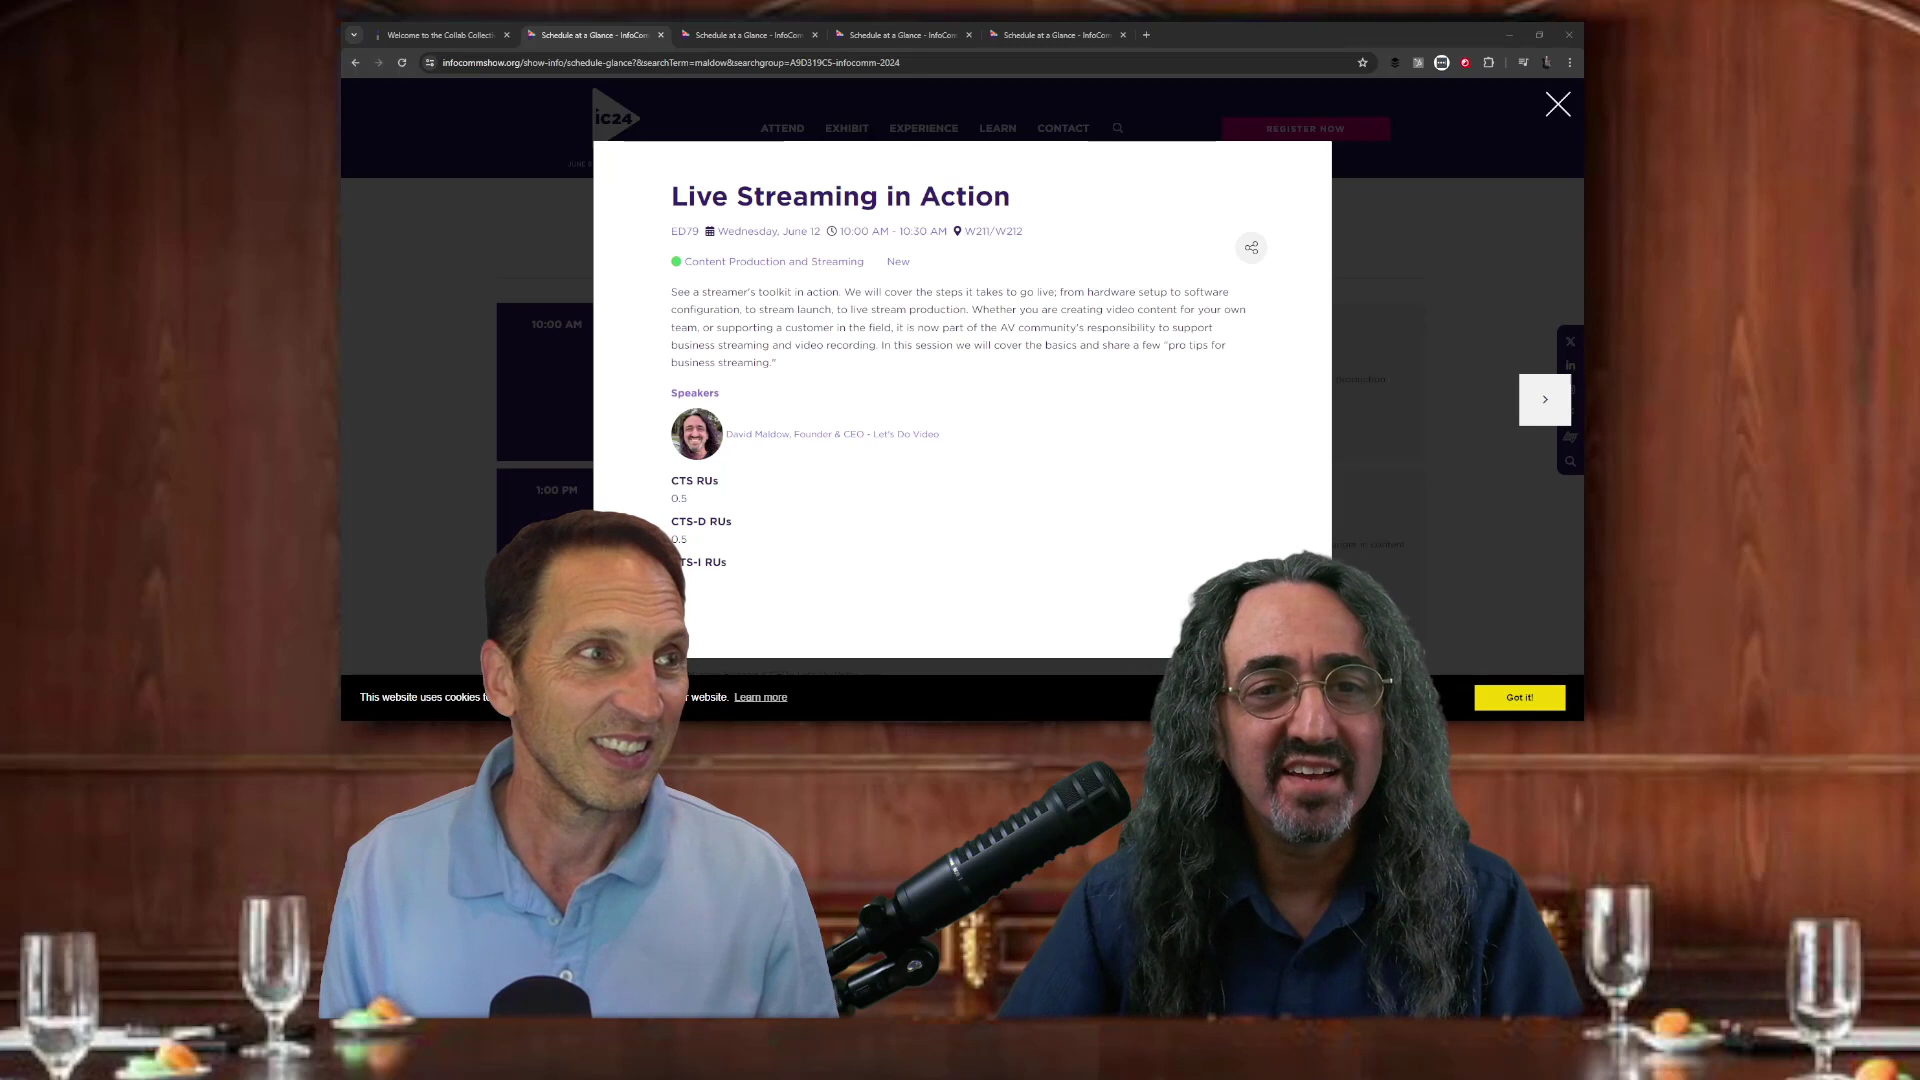 Welcome to the Collab Collecti
Schedule at a Glance - InfoCom
Schedule at a Glance - InfoCom
Schedule at a Glance - InfoCom
Schedule at a Glance - InfoCom
infocommshow.org/show-info/schedule-glance?&searchTerm=maldow&searchgroup=A9D319C5-infocomm-2024
ic24
ATTEND EXHIBIT EXPERIENCE LEARN CONTACT
REGISTER NOW
Live Streaming in Action
ED79 Wednesday, June 12 10:00 AM - 10:30 AM W211/W212
Content Production and Streaming New
See a streamer's toolkit in action. We will cover the steps it takes to go live; from hardware setup to software
configuration, to stream launch, to live stream production. Whether you are creating video content for your own
team, or supporting a customer in the field, it is now part of the AV community's responsibility to support
business streaming and video recording. In this session we will cover the basics and share a few "pro tips for
business streaming."
Speakers
David Maldow, Founder & CEO - Let's Do Video
CTS RUs
0.5
CTS-D RUs
0.5
TS-I RUs
10:00 AM
1:00 PM
This website uses cookies t
website. Learn more
Got it!